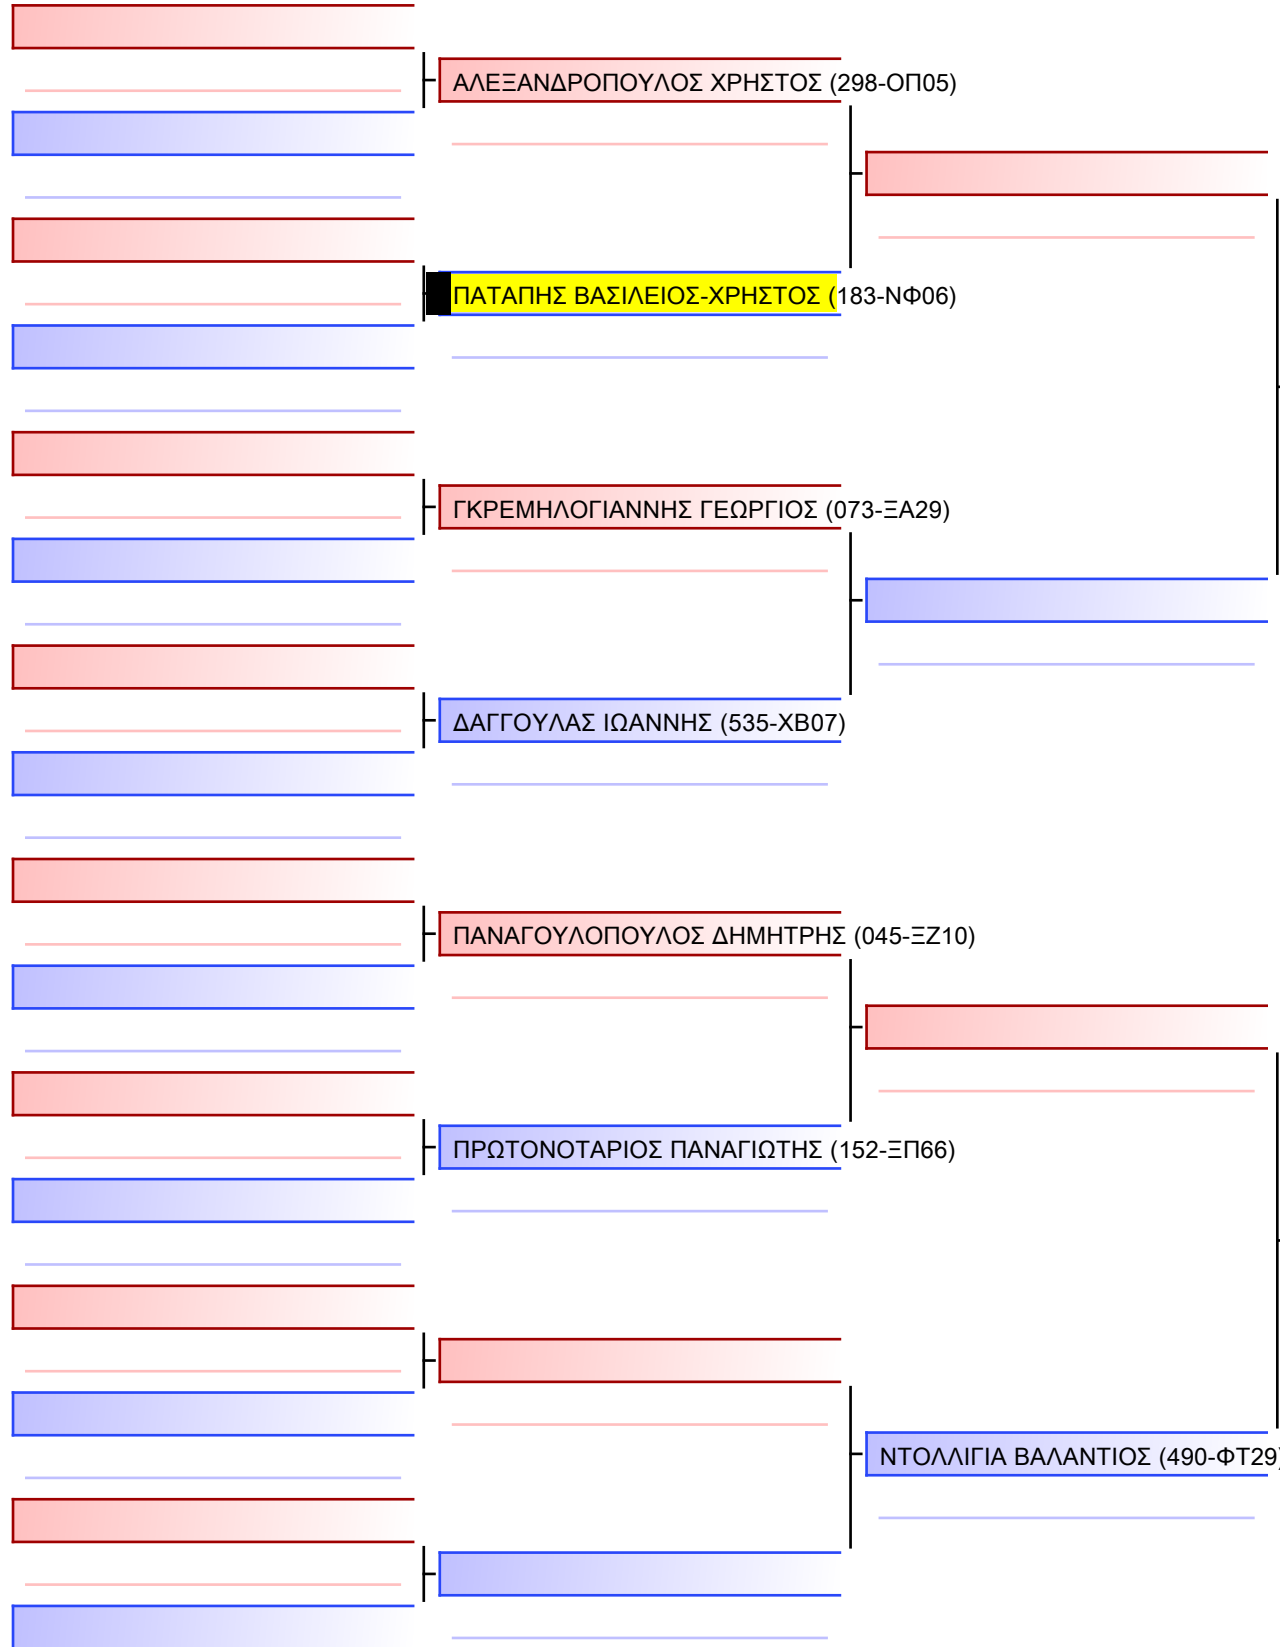 ΑΛΕΞΑΝΔΡΟΠΟΥΛΟΣ ΧΡΗΣΤΟΣ (298-ΟΠ05)
ΠΑΤΑΠΗΣ ΒΑΣΙΛΕΙΟΣ-ΧΡΗΣΤΟΣ (183-ΝΦ06)
ΓΚΡΕΜΗΛΟΓΙΑΝΝΗΣ ΓΕΩΡΓΙΟΣ (073-ΞΑ29)
ΔΑΓΓΟΥΛΑΣ ΙΩΑΝΝΗΣ (535-ΧΒ07)
ΠΑΝΑΓΟΥΛΟΠΟΥΛΟΣ ΔΗΜΗΤΡΗΣ (045-ΞΖ10)
ΠΡΩΤΟΝΟΤΑΡΙΟΣ ΠΑΝΑΓΙΩΤΗΣ (152-ΞΠ66)
ΝΤΟΛΛΙΓΙΑ ΒΑΛΑΝΤΙΟΣ (490-ΦΤ29)